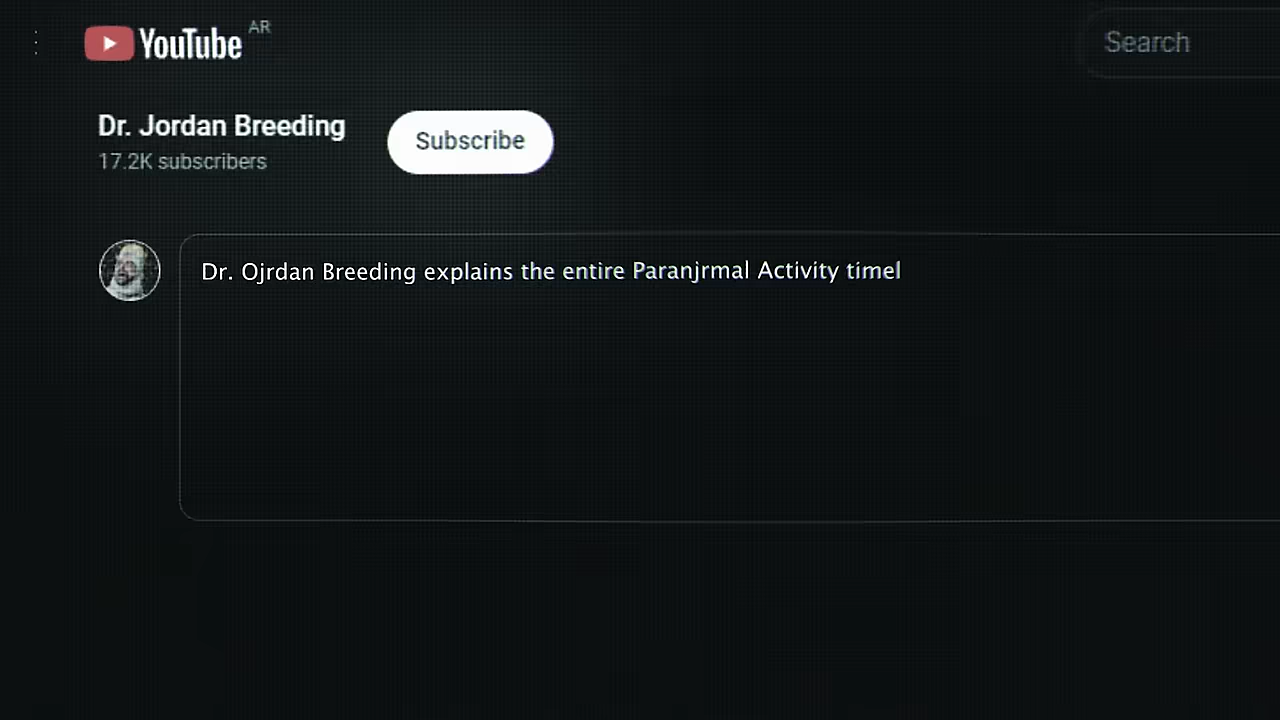 YouTube AR
Search
Dr. Jordan Breeding
17.2K subscribers
Subscribe
Dr. Ojrdan Breeding explains the entire Paranjrmal Activity timel